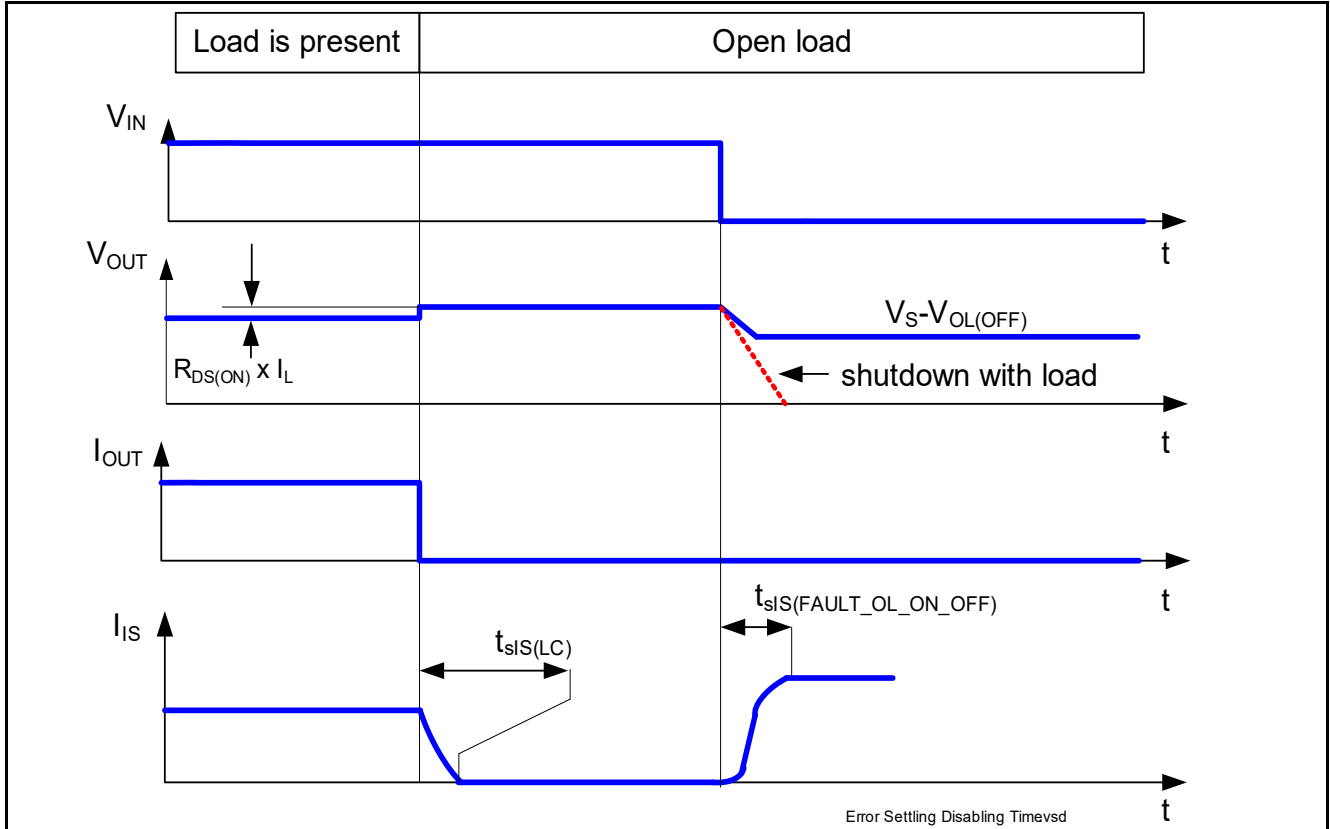 Load is present
Open load
VIN
t
VOUT
RDS(ON) x IL
VS-VOL(OFF)
shutdown with load
t
IOUT
t
IIS
tsIS(LC)
tsIS(FAULT_OL_ON_OFF)
t
Error Settling Disabling Timevsd